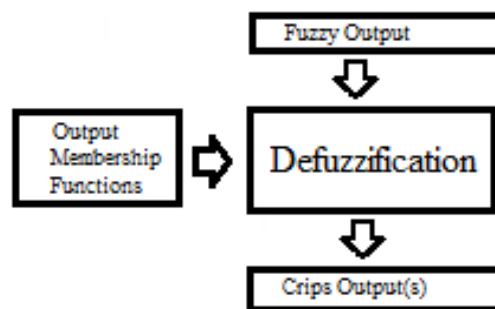 Fuzzy Output
Output
Membership
Functions
Defuzzification
Crips Output(s)